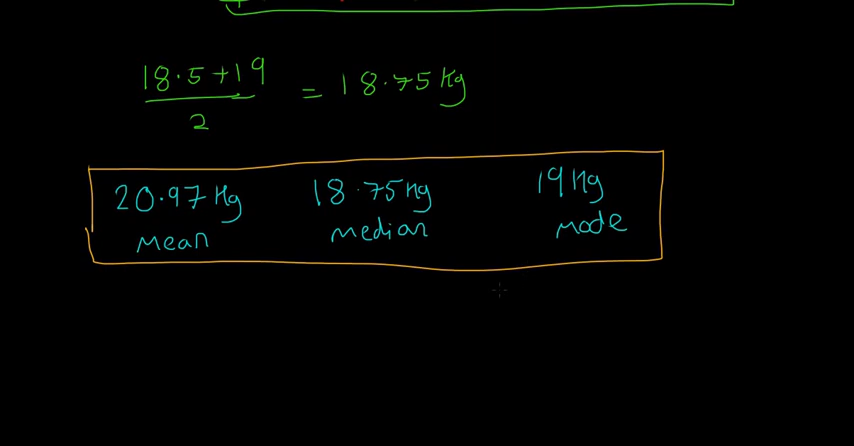 18.5+19
2
= 18.75 Kg
20.97 Kg 18.75 Kg 19 Kg
Mean Median Mode